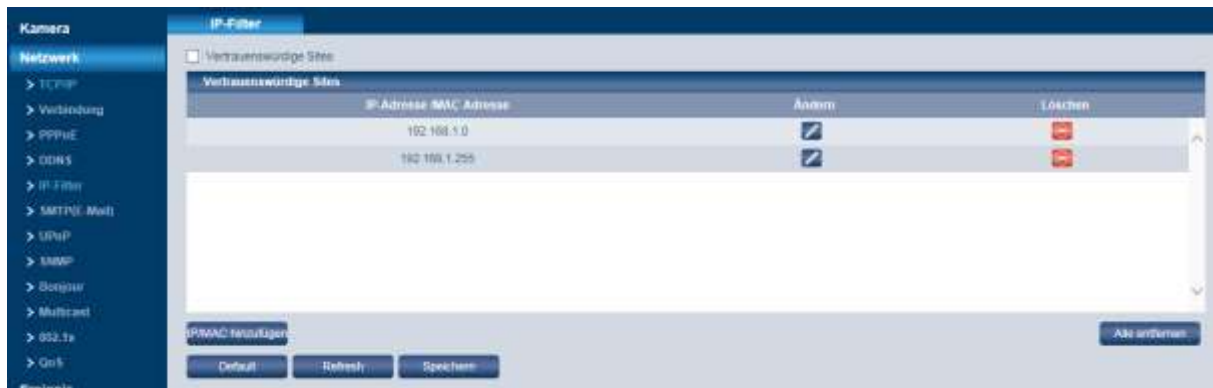 Kamera
IP-Filter
Netzwerk
Vertrauenswürdige Sites
> TCP/IP
Vertrauenswürdige Sites
> Verbindung
IP-Adresse /MAC Adresse Ändern Löschen
> PPPoE
192.168.1.0
> DDNS
192.168.1.255
> IP-Filter
> SMTP(E-Mail)
> UPnP
> SNMP
> Bonjour
> Multicast
> 802.1x
IP/MAC hinzufügen Alle entfernen
> QoS
Default Refresh Speichern